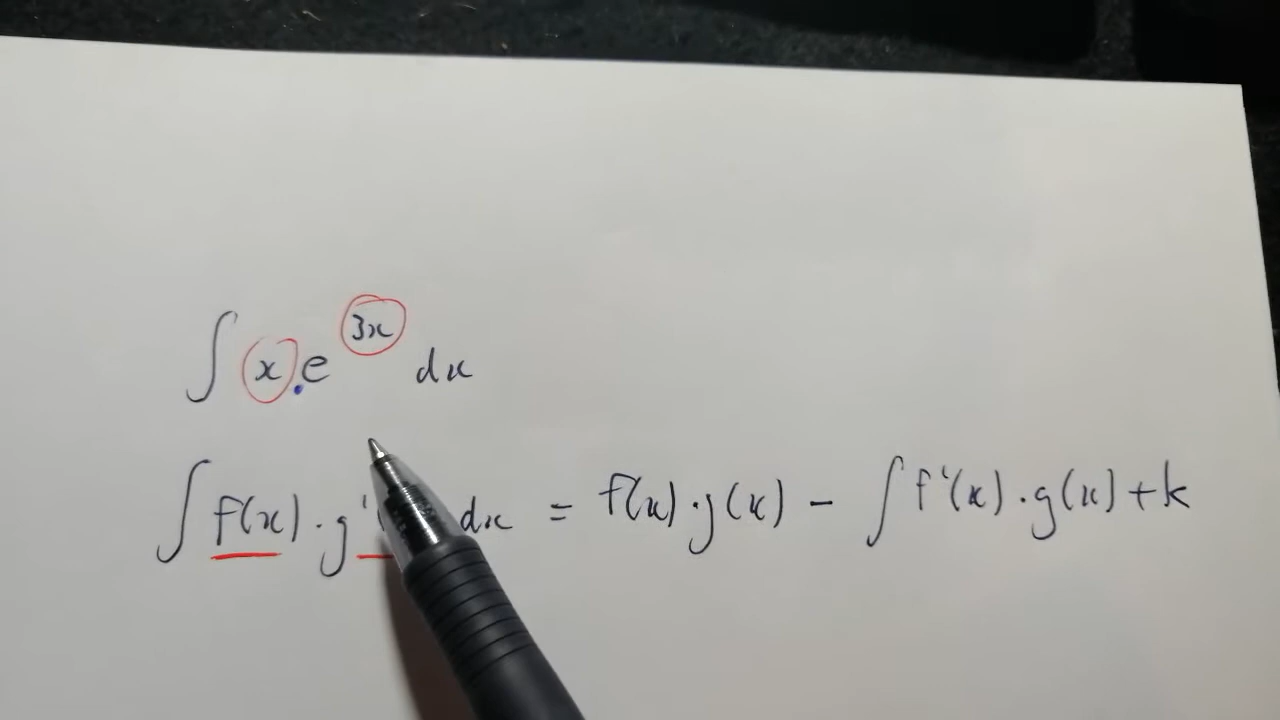 ∫ x.e^{3x} dx
∫ f(x) . g'( dx = f(x) . g(x) - ∫ f'(x) . g(x) + k